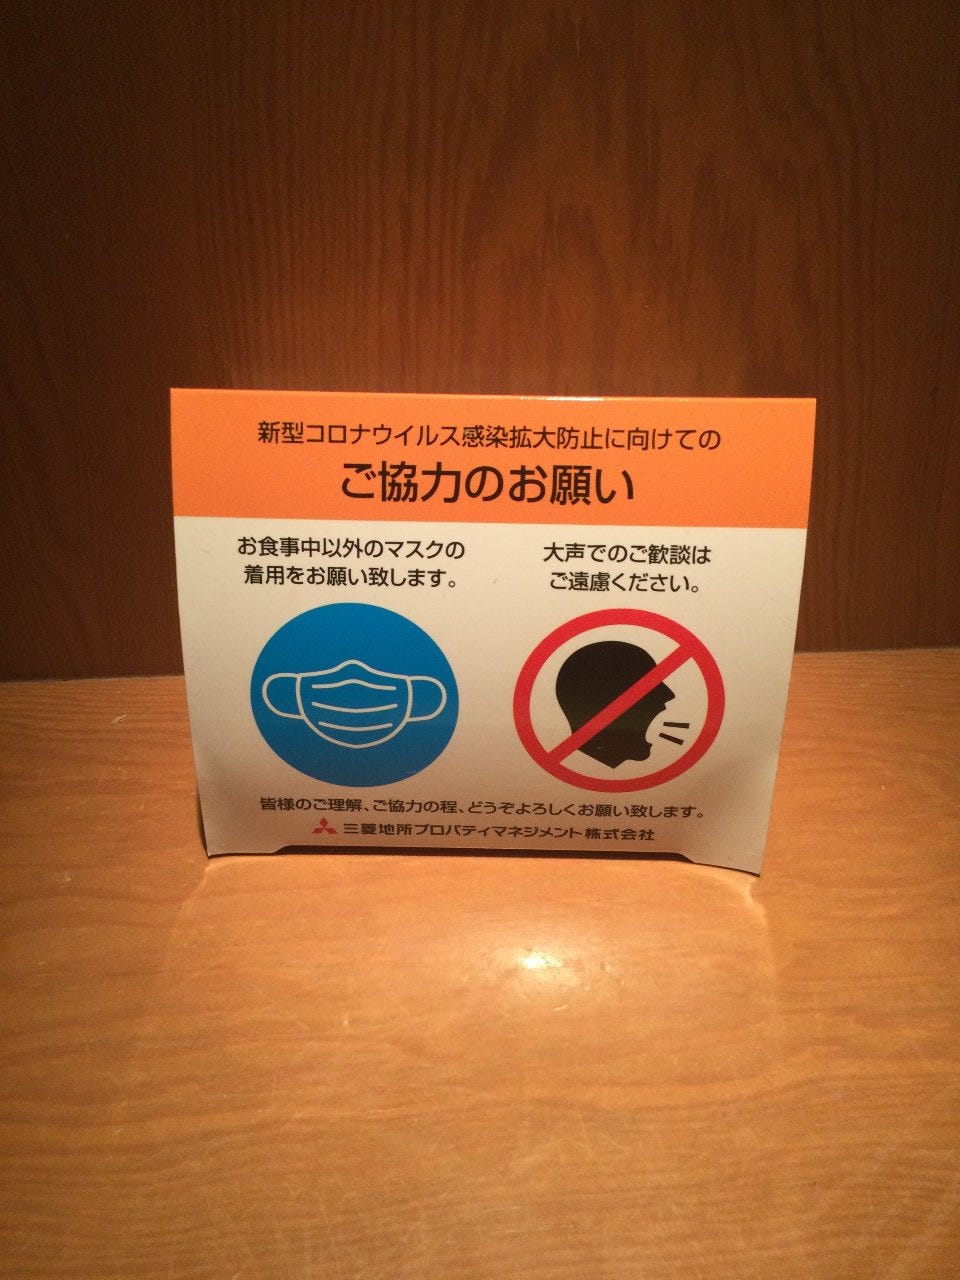 新型コロナウイルス感染拡大防止に向けての
ご協力のお願い
お食事中以外のマスクの
着用をお願い致します。
大声でのご歓談は
ご遠慮ください。
皆様のご理解、ご協力の程、どうぞよろしくお願い致します。
三菱地所プロパティマネジメント株式会社